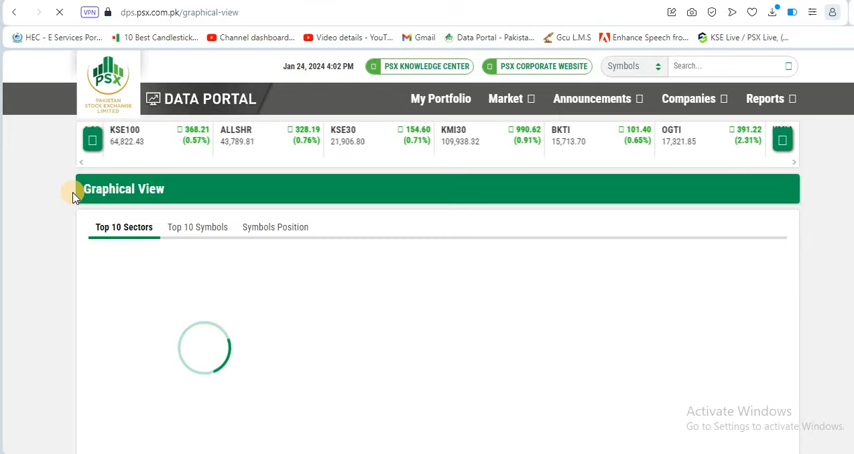 VPN dps.psx.com.pk/graphical-view
HEC - E Services Por... 10 Best Candlestick... Channel dashboard... Video details - YouT... Gmail Data Portal - Pakista... Gcu L.M.S Enhance Speech fro... KSE Live / PSX Live, (...
Jan 24, 2024 4:02 PM PSX KNOWLEDGE CENTER PSX CORPORATE WEBSITE Symbols Search...
PSX
PAKISTAN
STOCK EXCHANGE
LIMITED
DATA PORTAL My Portfolio Market Announcements Companies Reports
KSE100 368.21 ALLSHR 328.19 KSE30 154.60 KMI30 990.62 BKTI 101.40 OGTI 391.22
64,822.43 (0.57%) 43,789.81 (0.76%) 21,906.80 (0.71%) 109,938.32 (0.91%) 15,713.70 (0.65%) 17,321.85 (2.31%)
Graphical View
Top 10 Sectors Top 10 Symbols Symbols Position
Activate Windows
Go to Settings to activate Windows.